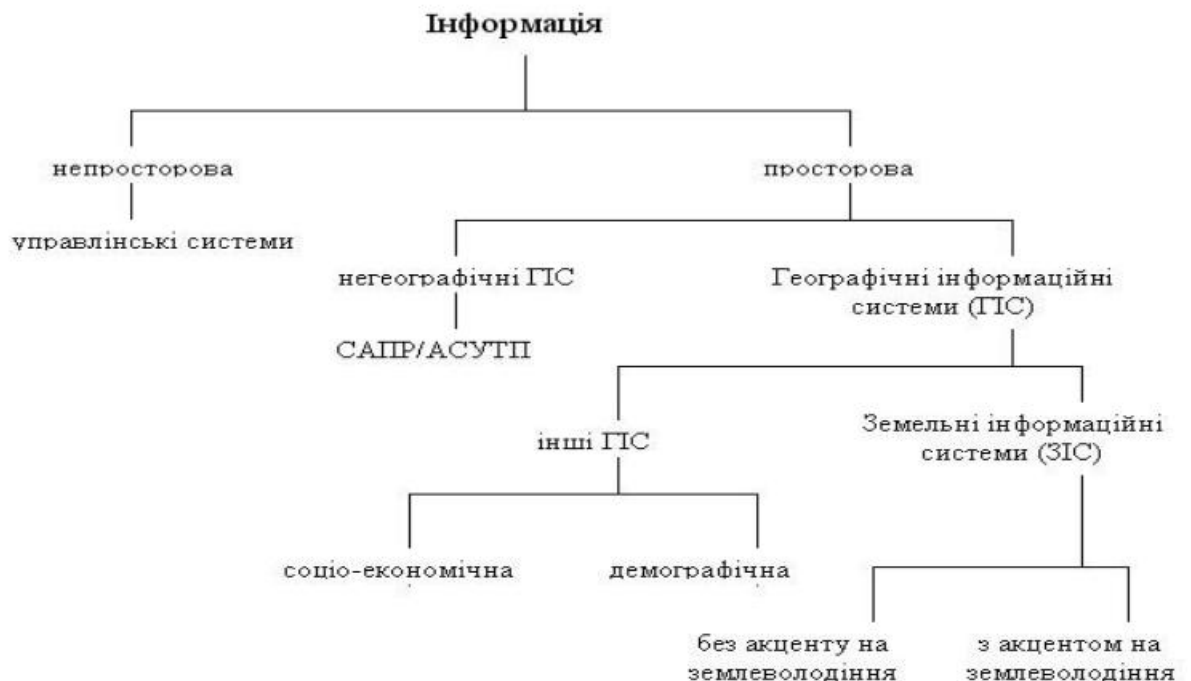 Інформація
непросторова
просторова
управлінські системи
негеографічні ГІС
Географічні інформаційні
системи (ГІС)
САПР/АСУТП
інші ГІС
Земельні інформаційні
системи (ЗІС)
соціо-економічна
демографічна
без акценту на
землеволодіння
з акцентом на
землеволодіння